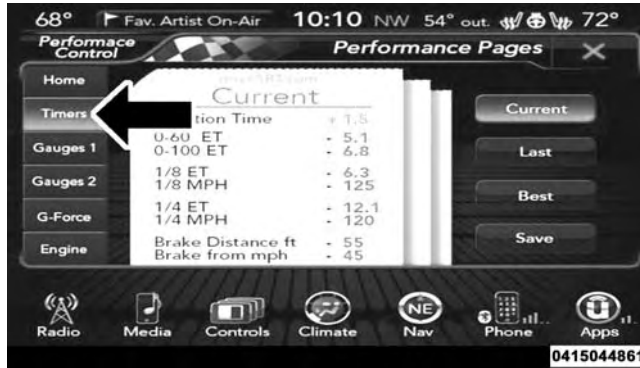 68° Fav. Artist On-Air 10:10 NW 54° out. 72°
Performace Control
Performance Pages
Home
Timers
Gauges 1
Gauges 2
G-Force
Engine
Current
tion Time + 1.5
0-60 ET - 5.1
0-100 ET - 6.8
1/8 ET - 6.3
1/8 MPH - 125
1/4 ET - 12.1
1/4 MPH - 120
Brake Distance ft - 55
Brake from mph - 45
Current
Last
Best
Save
NE
Radio Media Controls Climate Nav Phone Apps
0415044861